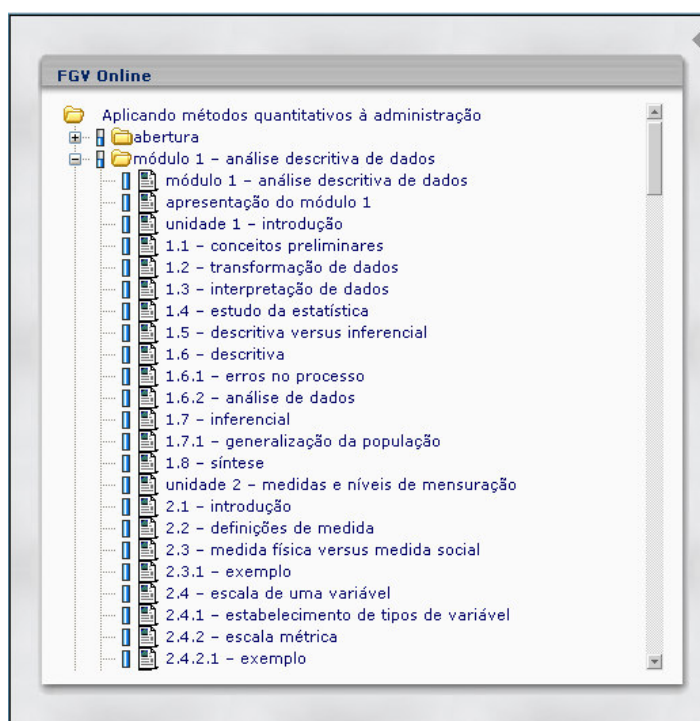 FGV Online
Aplicando métodos quantitativos à administração
abertura
módulo 1 – análise descritiva de dados
módulo 1 – análise descritiva de dados
apresentação do módulo 1
unidade 1 – introdução
1.1 – conceitos preliminares
1.2 – transformação de dados
1.3 – interpretação de dados
1.4 – estudo da estatística
1.5 – descritiva versus inferencial
1.6 – descritiva
1.6.1 – erros no processo
1.6.2 – análise de dados
1.7 – inferencial
1.7.1 – generalização da população
1.8 – síntese
unidade 2 – medidas e níveis de mensuração
2.1 – introdução
2.2 – definições de medida
2.3 – medida física versus medida social
2.3.1 – exemplo
2.4 – escala de uma variável
2.4.1 – estabelecimento de tipos de variável
2.4.2 – escala métrica
2.4.2.1 – exemplo